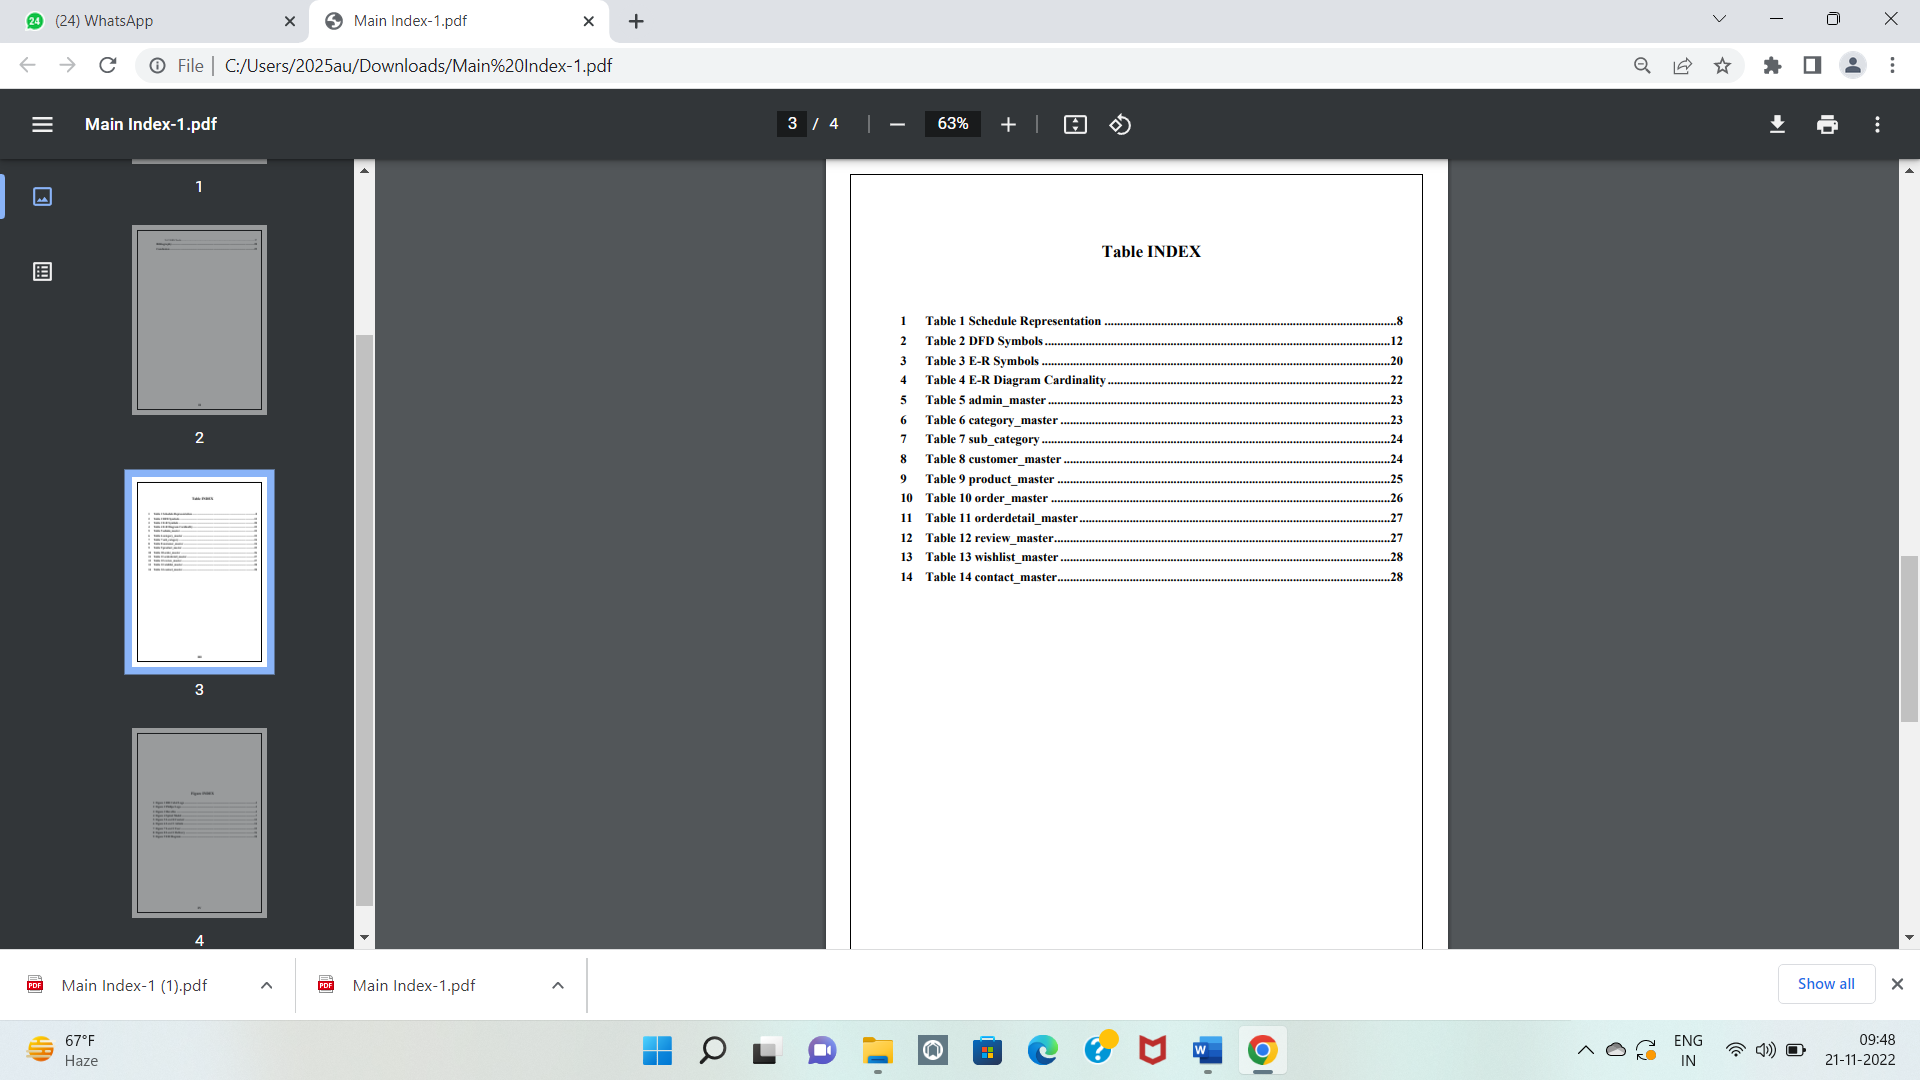 (24) WhatsApp
Main Index-1.pdf
File
C:/Users/2025au/Downloads/Main%20Index-1.pdf
Main Index-1.pdf
3 / 4
63%
1
2
3
4
Table INDEX
1 Table 1 Schedule Representation ........................................8
2 Table 2 DFD Symbols ........................................12
3 Table 3 E-R Symbols ........................................20
4 Table 4 E-R Diagram Cardinality ........................................22
5 Table 5 admin_master ........................................23
6 Table 6 category_master ........................................23
7 Table 7 sub_category ........................................24
8 Table 8 customer_master ........................................24
9 Table 9 product_master ........................................25
10 Table 10 order_master ........................................26
11 Table 11 orderdetail_master ........................................27
12 Table 12 review_master ........................................27
13 Table 13 wishlist_master ........................................28
14 Table 14 contact_master ........................................28
Main Index-1 (1).pdf
Main Index-1.pdf
Show all
67°F
Haze
ENG
IN
09:48
21-11-2022